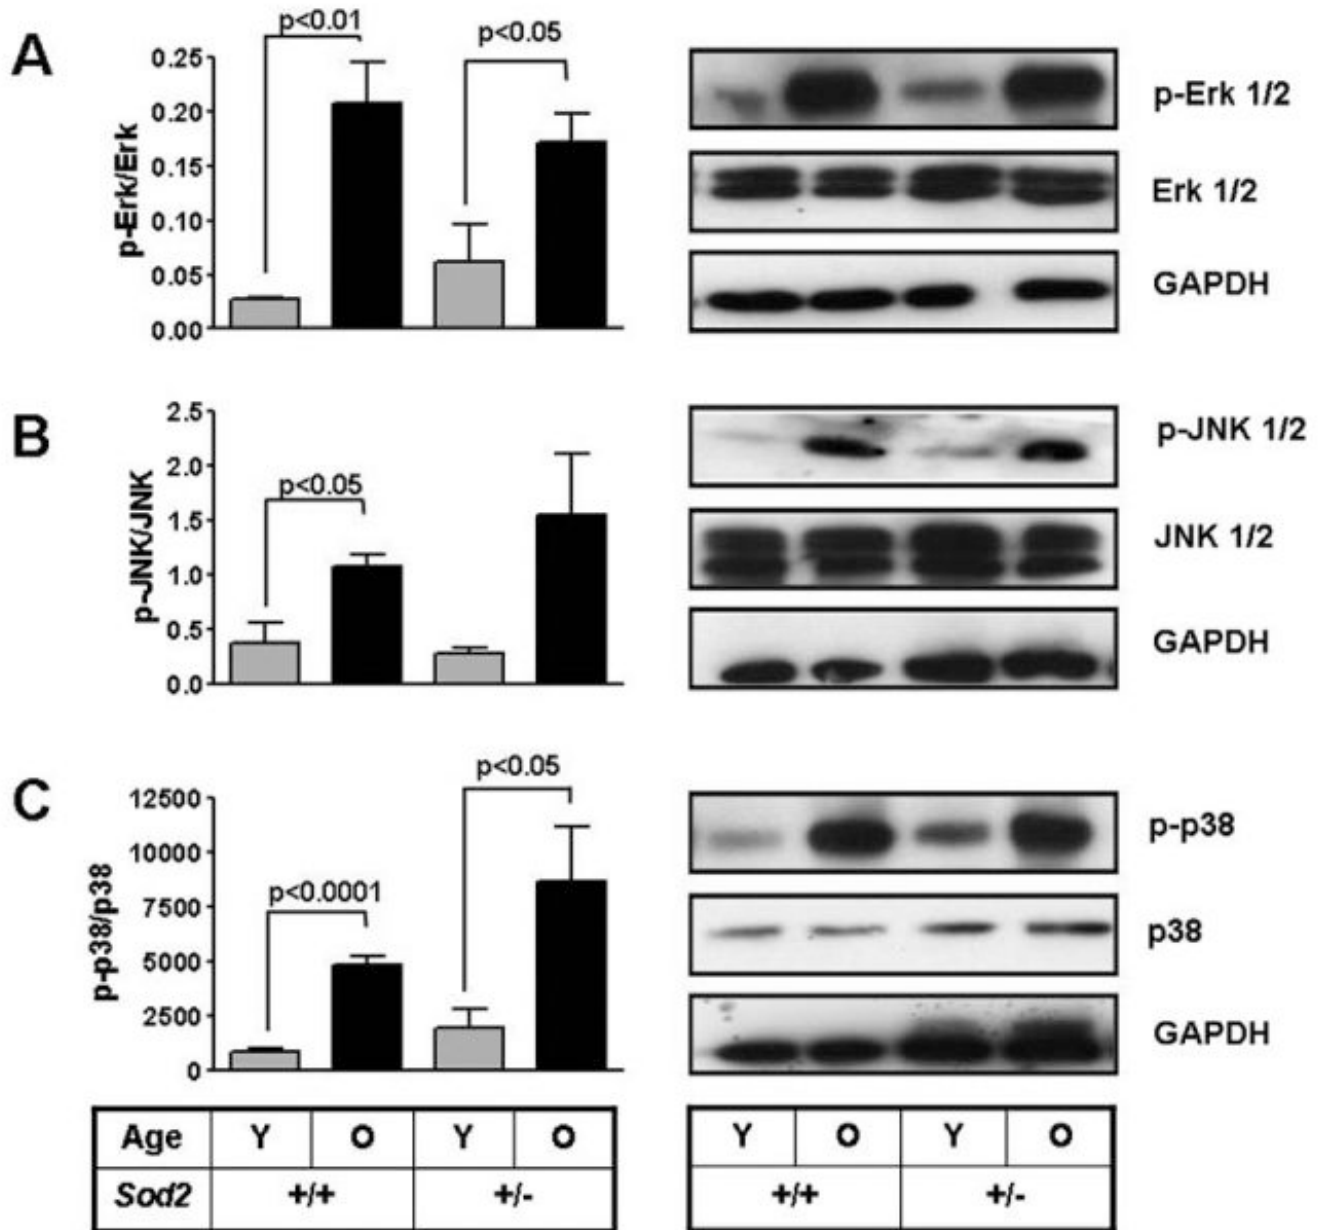 A
p<0.01
p<0.05
0.25
0.20
0.15
0.10
0.05
0.00
p-Erk/Erk
p-Erk 1/2
Erk 1/2
GAPDH
B
p<0.05
2.5
2.0
1.5
1.0
0.5
0.0
p-JNK/JNK
p-JNK 1/2
JNK 1/2
GAPDH
C
p<0.05
p<0.0001
12500
10000
7500
5000
2500
0
p-p38/p38
p-p38
p38
GAPDH
Age Y O Y O
Sod2 +/+ +/-
Y O Y O
+/+ +/-